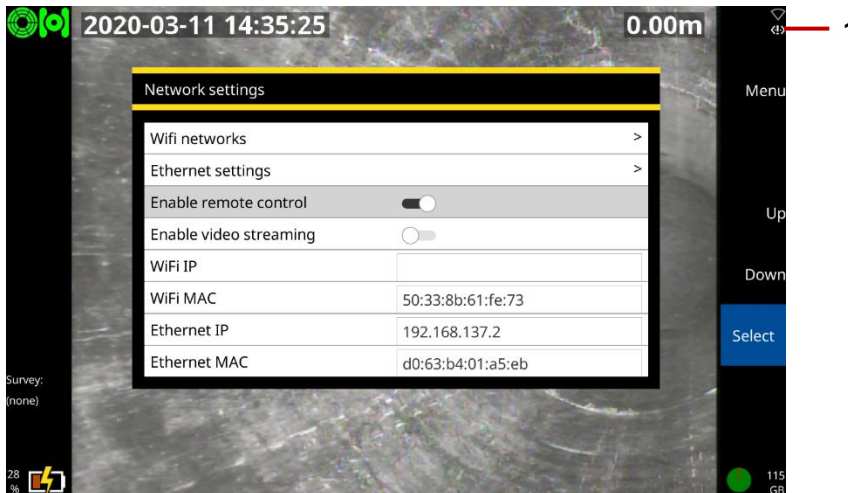 2020-03-11 14:35:25 0.00m
Network settings
Menu
Wifi networks >
Ethernet settings >
Enable remote control
Up
Enable video streaming
WiFi IP
Down
WiFi MAC 50:33:8b:61:fe:73
Ethernet IP 192.168.137.2
Select
Ethernet MAC d0:63:b4:01:a5:eb
Survey:
(none)
28
%
115
GB